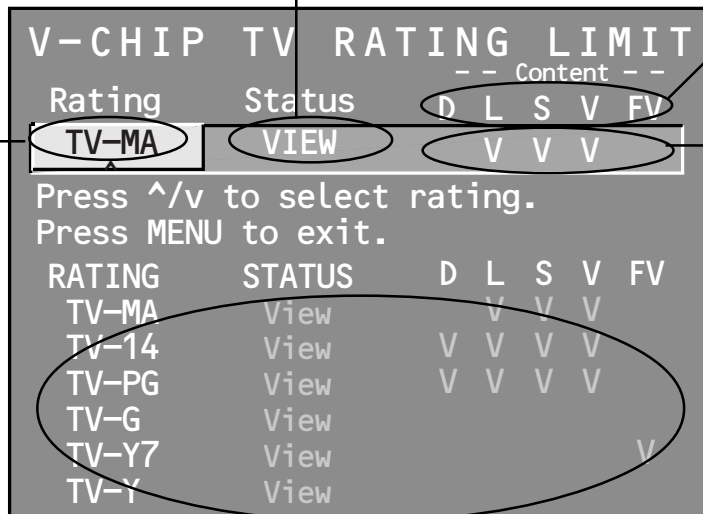 V-CHIP TV RATING LIMIT
- - Content - -
Rating Status D L S V FV
TV-MA VIEW V V V
Press ^/v to select rating.
Press MENU to exit.
RATING STATUS D L S V FV
TV-MA View V V V
TV-14 View V V V V
TV-PG View V V V V
TV-G View
TV-Y7 View V
TV-Y View